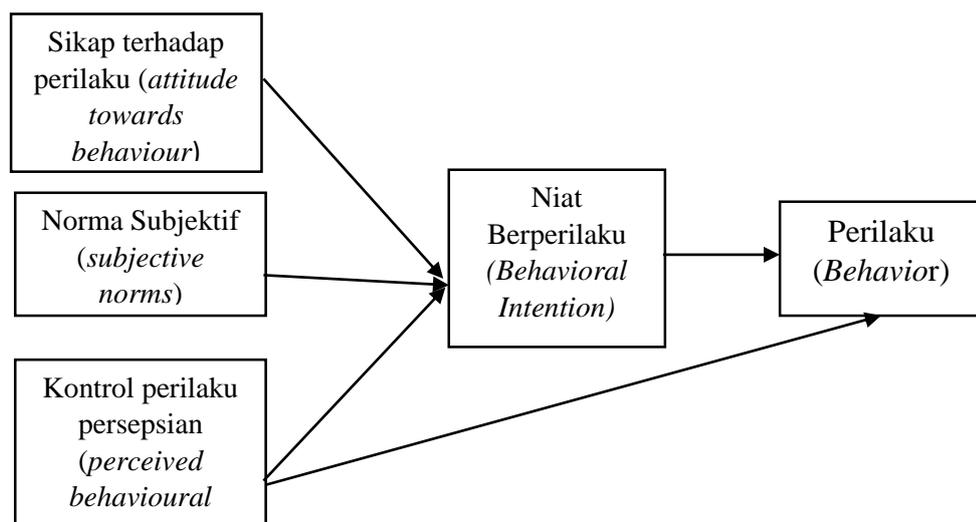 Sikap terhadap
perilaku (attitude
towards
behaviour)
Norma Subjektif
(subjective
norms)
Kontrol perilaku
persepsian
(perceived
behavioural
Niat
Berperilaku
(Behavioral
Intention)
Perilaku
(Behavior)